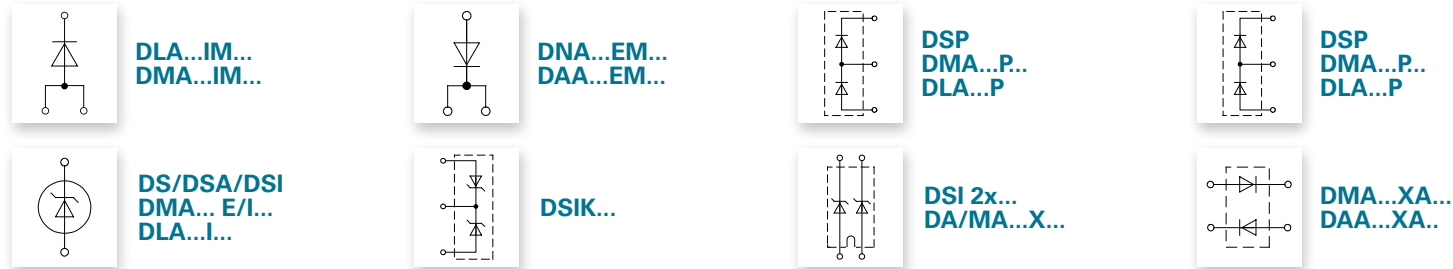 DLA...IM...
DMA...IM...
DNA...EM...
DAA...EM...
DSP
DMA...P...
DLA...P
DSP
DMA...P...
DLA...P
DS/DSA/DSI
DMA... E/I...
DLA...I...
DSIK...
DSI 2x...
DA/MA...X...
DMA...XA...
DAA...XA..